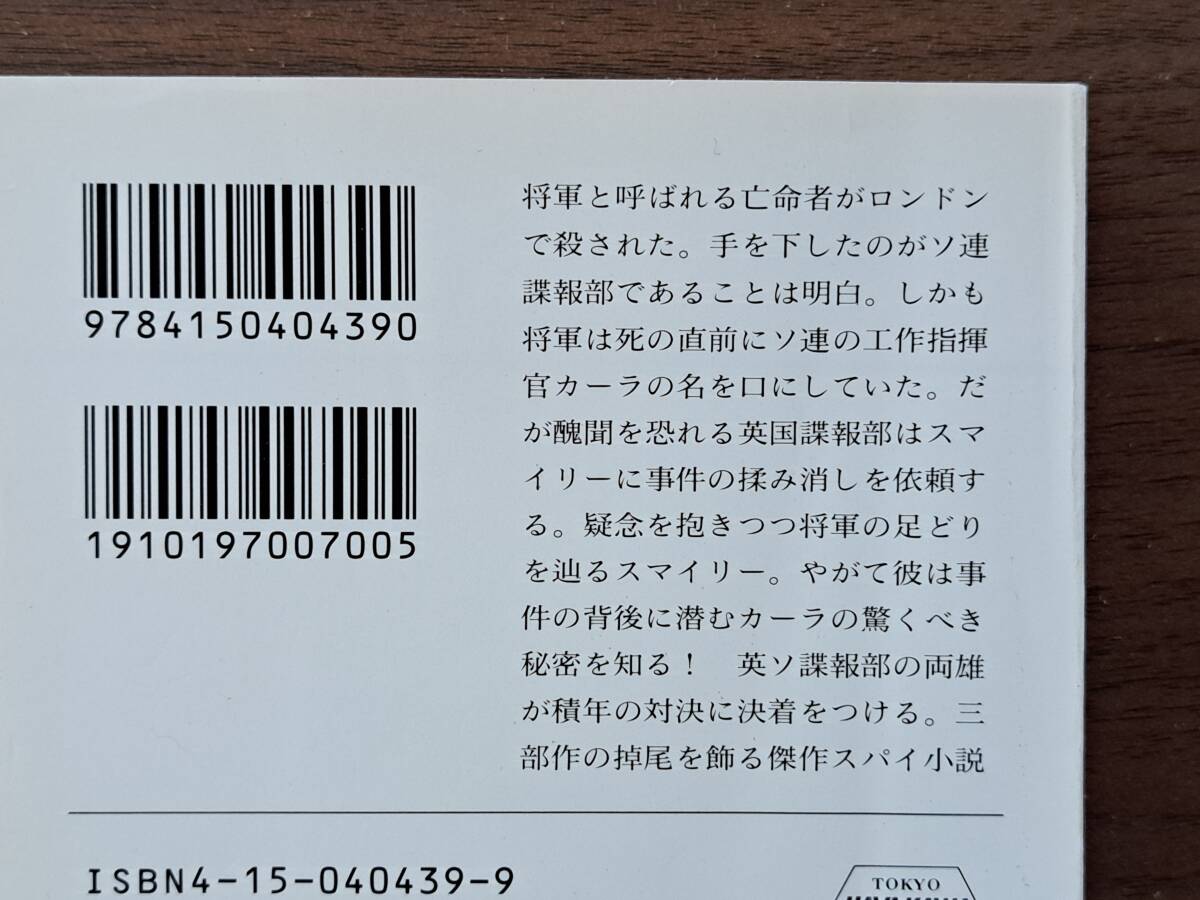 9784150404390
1910197007005
将軍と呼ばれる亡命者がロンドン
で殺された。手を下したのがソ連
諜報部であることは明白。しかも
将軍は死の直前にソ連の工作指揮
官カーラの名を口にしていた。だ
が醜聞を恐れる英国諜報部はスマ
イリーに事件の揉み消しを依頼す
る。疑念を抱きつつ将軍の足どり
を辿るスマイリー。やがて彼は事
件の背後に潜むカーラの驚くべき
秘密を知る！　英ソ諜報部の両雄
が積年の対決に決着をつける。三
部作の掉尾を飾る傑作スパイ小説
ISBN4-15-040439-9
TOKYO